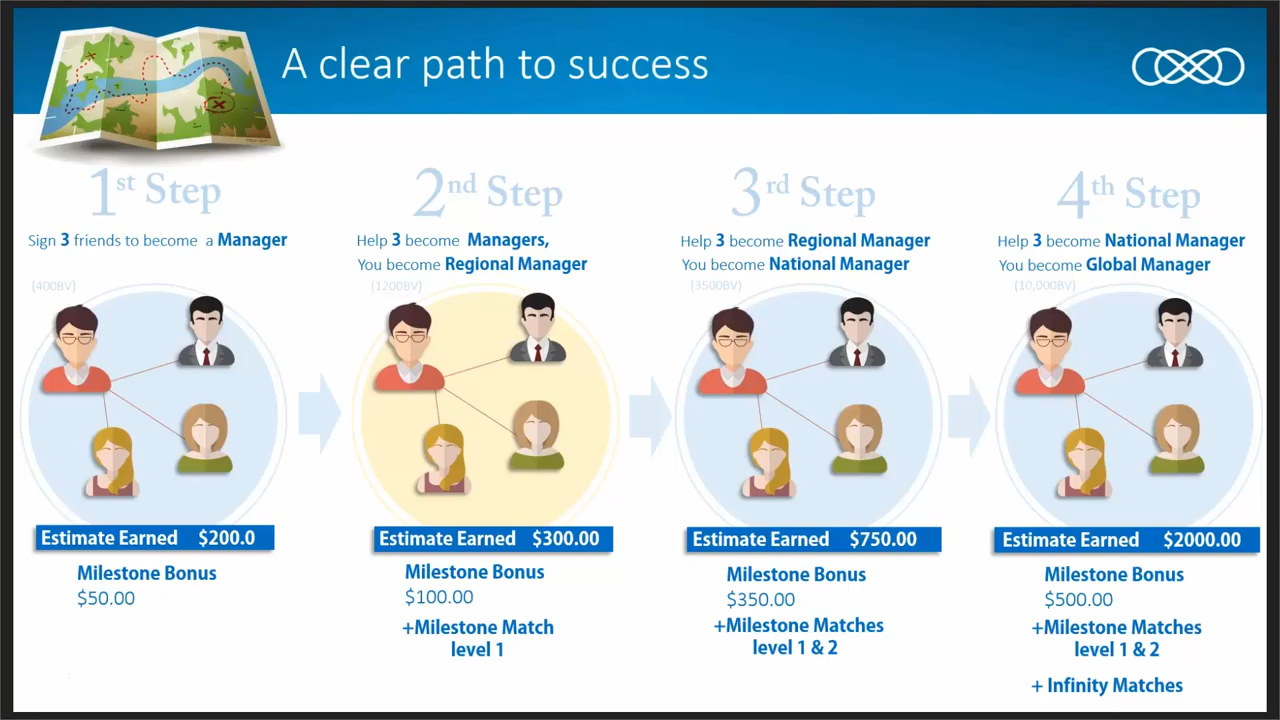 A clear path to success
1st Step
Sign 3 friends to become a Manager
(400BV)
Estimate Earned $200.0
Milestone Bonus
$50.00
2nd Step
Help 3 become Managers,
You become Regional Manager
(1200BV)
Estimate Earned $300.00
Milestone Bonus
$100.00
+Milestone Match
level 1
3rd Step
Help 3 become Regional Manager
You become National Manager
(3500BV)
Estimate Earned $750.00
Milestone Bonus
$350.00
+Milestone Matches
level 1 & 2
4th Step
Help 3 become National Manager
You become Global Manager
(10,000BV)
Estimate Earned $2000.00
Milestone Bonus
$500.00
+Milestone Matches
level 1 & 2
+ Infinity Matches